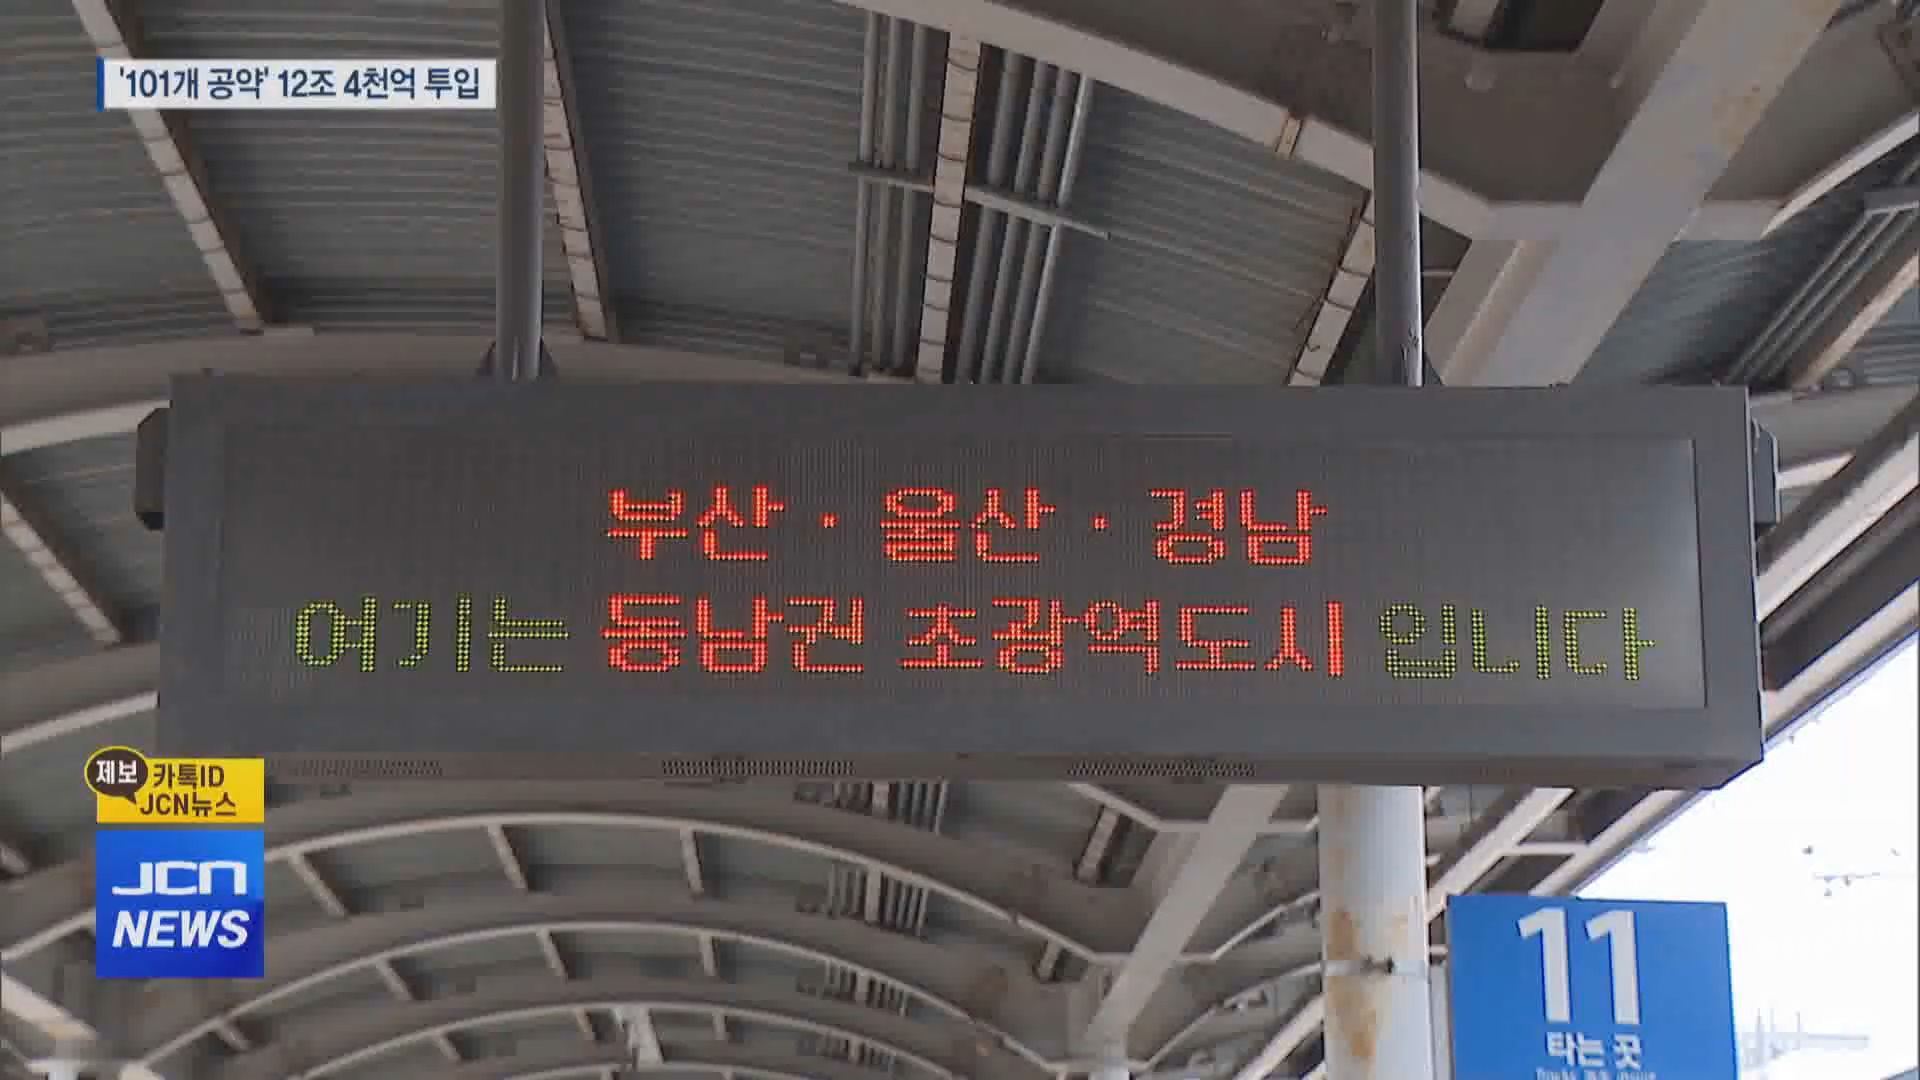 '101개 공약' 12조 4천억 투입
부산·울산·경남
여기는 동남권 초광역도시 입니다
제보
카톡ID
JCN뉴스
JCN
NEWS
11
타는 곳